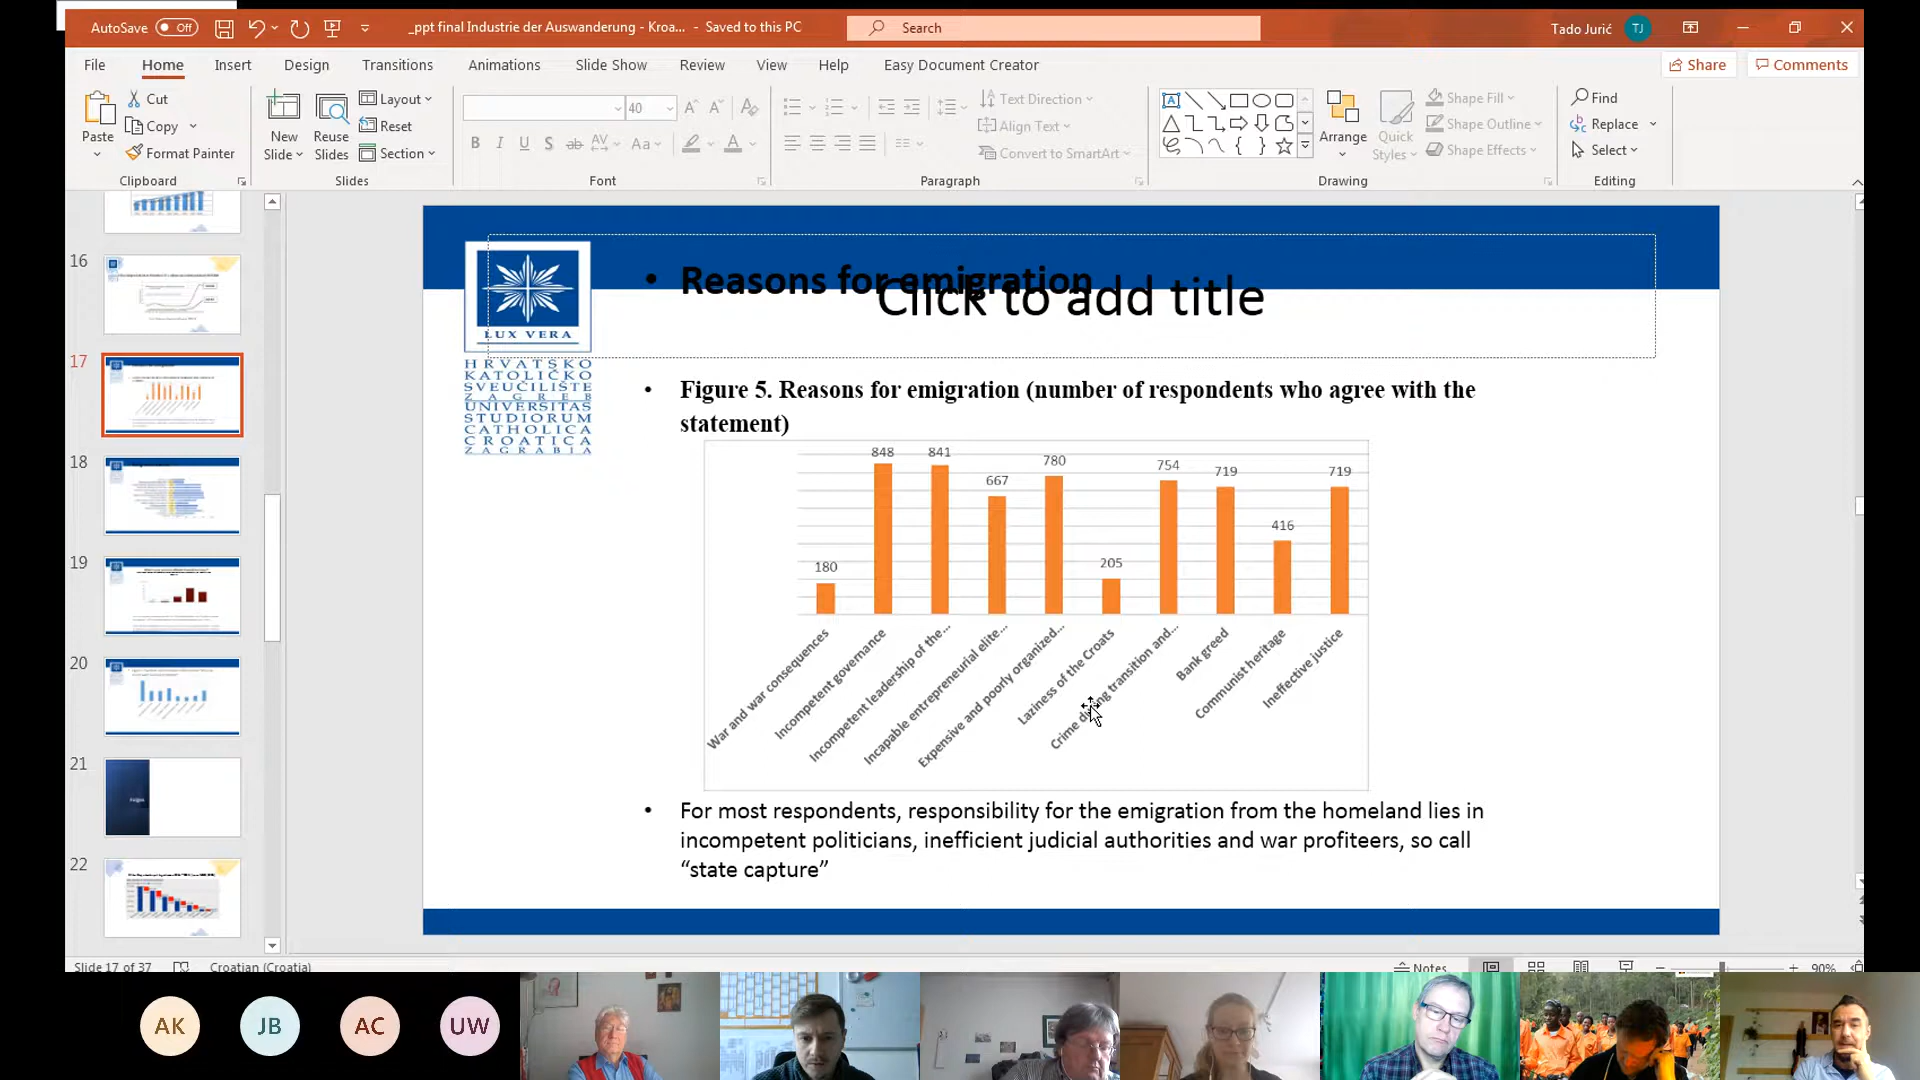 AutoSave Off
_ppt final Industrie der Auswanderung - Kroa... - Saved to this PC
Search
Tado Jurić TJ
File Home Insert Design Transitions Animations Slide Show Review View Help Easy Document Creator
Share Comments
Paste
Cut
Copy
Format Painter
Clipboard
New Slide
Reuse Slides
Layout
Reset
Section
Slides
40
Font
Text Direction
Align Text
Convert to SmartArt
Paragraph
Arrange
Quick Styles
Shape Fill
Shape Outline
Shape Effects
Drawing
Find
Replace
Select
Editing
16
17
18
19
20
21
22
LUX VERA
HRVATSKO
KATOLIČKO
SVEUČILIŠTE
ZAGREB
UNIVERSITAS
STUDIORUM
CATHOLICA
CROATICA
ZAGRABIA
• Reasons for emigration
Click to add title
• Figure 5. Reasons for emigration (number of respondents who agree with the
statement)
180
848
841
667
780
205
754
719
416
719
War and war consequences
Incompetent governance
Incompetent leadership of the...
Incapable entrepreneurial elite...
Expensive and poorly organized...
Laziness of the Croats
Crime during transition and...
Bank greed
Communist heritage
Ineffective justice
• For most respondents, responsibility for the emigration from the homeland lies in
incompetent politicians, inefficient judicial authorities and war profiteers, so call
“state capture”
Slide 17 of 37
Croatian (Croatia)
Notes
90%
AK
JB
AC
UW